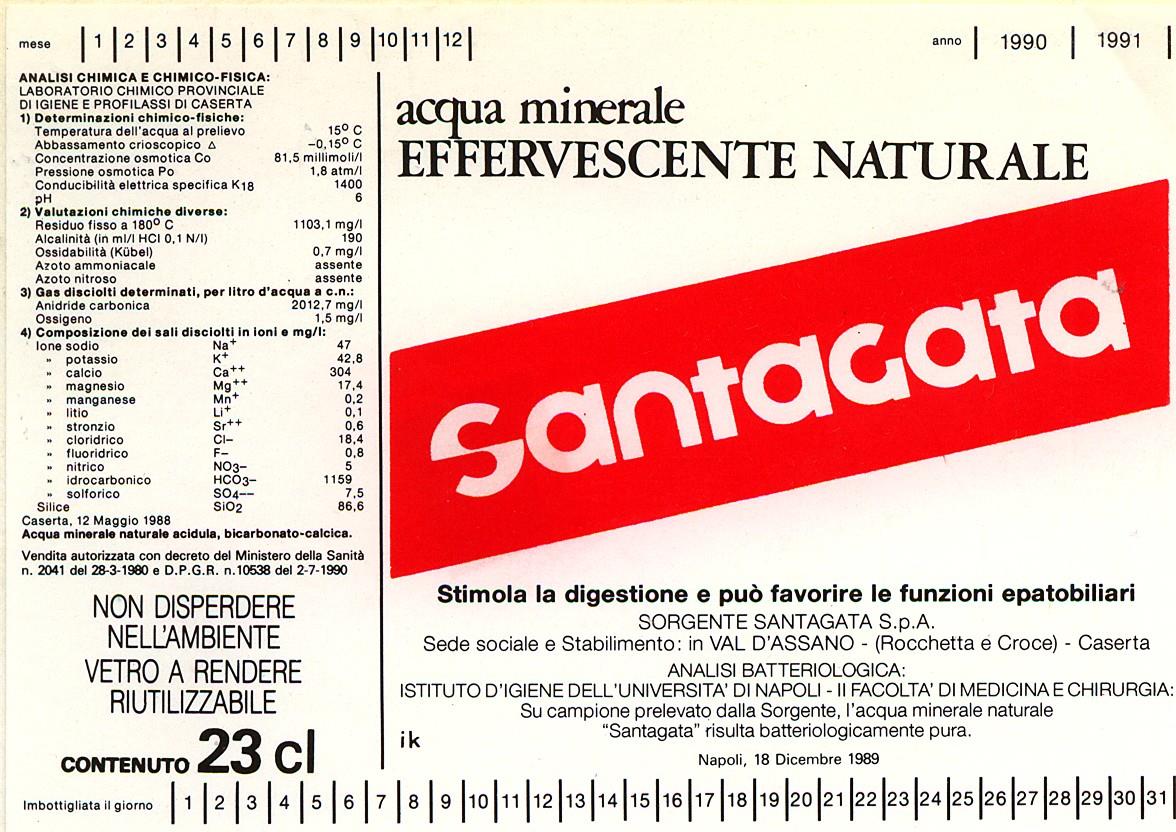 mese | 1 | 2 | 3 | 4 | 5 | 6 | 7 | 8 | 9 | 10 | 11 | 12 |
anno | 1990 | 1991 |
ANALISI CHIMICA E CHIMICO-FISICA:
LABORATORIO CHIMICO PROVINCIALE
DI IGIENE E PROFILASSI DI CASERTA
1) Determinazioni chimico-fisiche:
Temperatura dell'acqua al prelievo 15º C
Abbassamento crioscopico Δ –0,15º C
Concentrazione osmotica Co 81,5 millimoli/l
Pressione osmotica Po 1,8 atm/l
Conducibilità elettrica specifica K18 1400
pH 6
2) Valutazioni chimiche diverse:
Residuo fisso a 180º C 1103,1 mg/l
Alcalinità (in ml/l HCl 0,1 N/l) 190
Ossidabilità (Kübel) 0,7 mg/l
Azoto ammoniacale assente
Azoto nitroso assente
3) Gas disciolti determinati, per litro d'acqua a c.n.:
Anidride carbonica 2012,7 mg/l
Ossigeno 1,5 mg/l
4) Composizione dei sali disciolti in ioni e mg/l:
Ione sodio Na+ 47
» potassio K+ 42,8
» calcio Ca++ 304
» magnesio Mg++ 17,4
» manganese Mn+ 0,2
» litio Li+ 0,1
» stronzio Sr++ 0,6
» cloridrico Cl– 18,4
» fluoridrico F– 0,8
» nitrico NO3– 5
» idrocarbonico HCO3– 1159
» solforico SO4–– 7,5
Silice SiO2 86,6
Caserta, 12 Maggio 1988
Acqua minerale naturale acidula, bicarbonato-calcica.
Vendita autorizzata con decreto del Ministero della Sanità
n. 2041 del 28-3-1980 e D.P.G.R. n.10538 del 2-7-1990
NON DISPERDERE
NELL'AMBIENTE
VETRO A RENDERE
RIUTILIZZABILE
CONTENUTO 23 cl
acqua minerale
EFFERVESCENTE NATURALE
Santagata
Stimola la digestione e può favorire le funzioni epatobiliari
SORGENTE SANTAGATA S.p.A.
Sede sociale e Stabilimento: in VAL D'ASSANO - (Rocchetta e Croce) - Caserta
ANALISI BATTERIOLOGICA:
ISTITUTO D'IGIENE DELL'UNIVERSITA' DI NAPOLI - II FACOLTA' DI MEDICINA E CHIRURGIA:
Su campione prelevato dalla Sorgente, l'acqua minerale naturale
"Santagata" risulta batteriologicamente pura.
ik
Napoli, 18 Dicembre 1989
Imbottigliata il giorno | 1 | 2 | 3 | 4 | 5 | 6 | 7 | 8 | 9 | 10 | 11 | 12 | 13 | 14 | 15 | 16 | 17 | 18 | 19 | 20 | 21 | 22 | 23 | 24 | 25 | 26 | 27 | 28 | 29 | 30 | 31